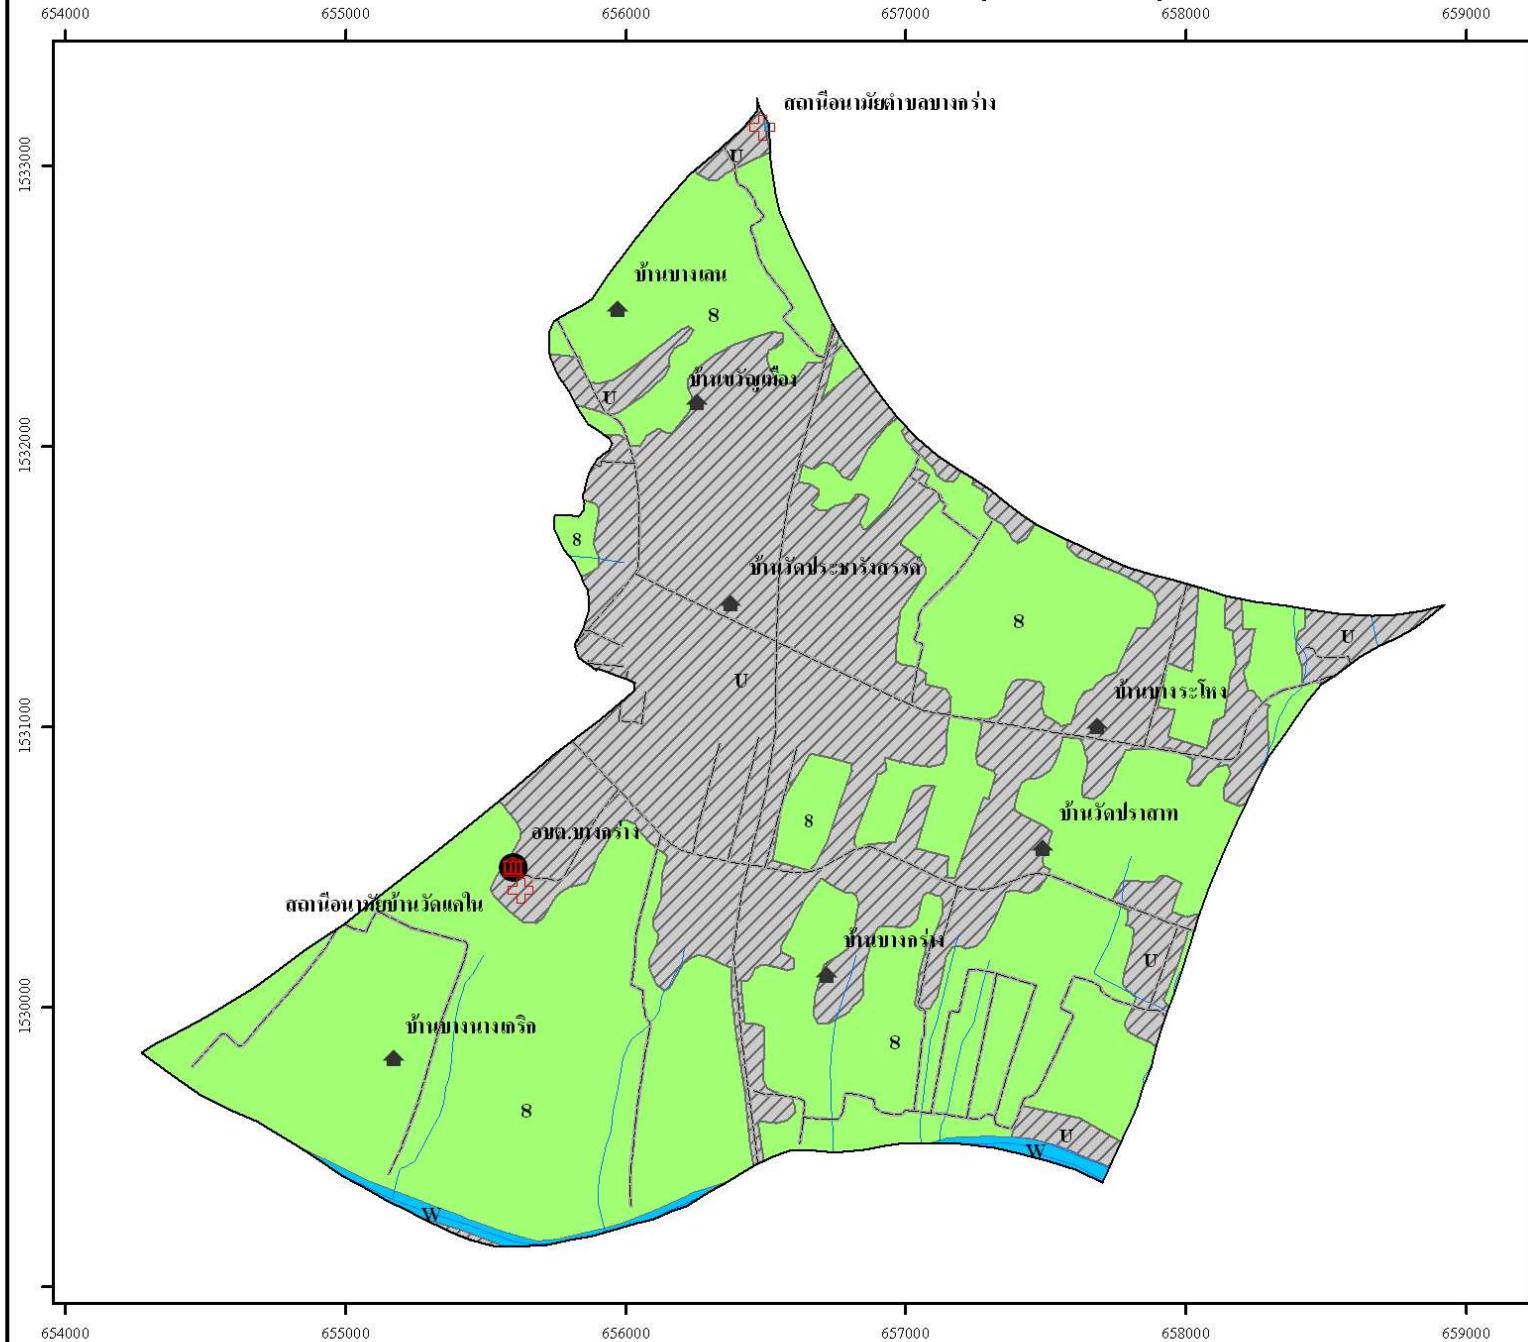 654000 655000 656000 657000 658000 659000
สถานีอนามัยตำบลบางกร่าง
1533000
U
บ้านบางเลน
8
บ้านขวัญเมือง
U
1532000
8
บ้านวัดประชารังสรรค์
8
U
U
บ้านบางระโหง
1531000
บ้านวัดปราสาท
8
อบต.บางกร่าง
สถานีอนามัยบ้านวัดแคใน
บ้านบางกร่าง
U
1530000
บ้านบางนางเกริก
8
8
U
W
W
654000 655000 656000 657000 658000 659000